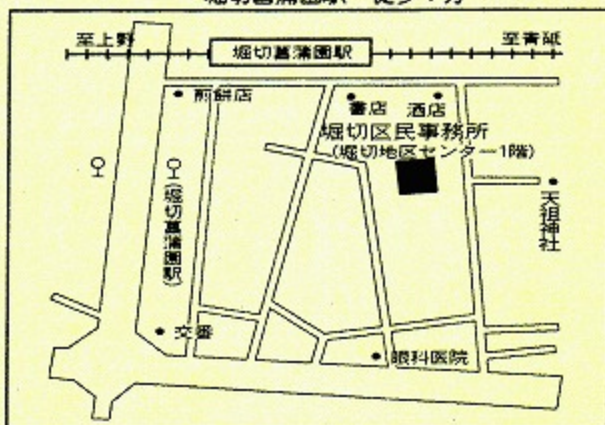 至上野
堀切菖蒲園駅
至青砥
煎餅店
書店
酒店
堀切区民事務所
(堀切地区センター1階)
(堀切菖蒲園駅)
天祖神社
交番
眼科医院